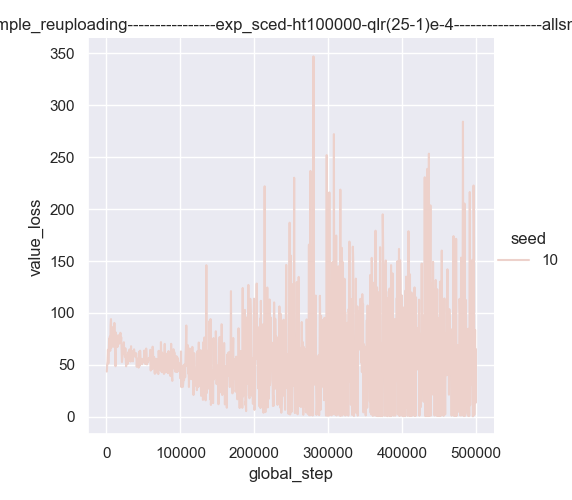 mple_reuploading----------------exp_sced-ht100000-qlr(25-1)e-4----------------allsr
350
300
250
200
150
100
50
0
value_loss
0 100000 200000 300000 400000 500000
global_step
seed
10